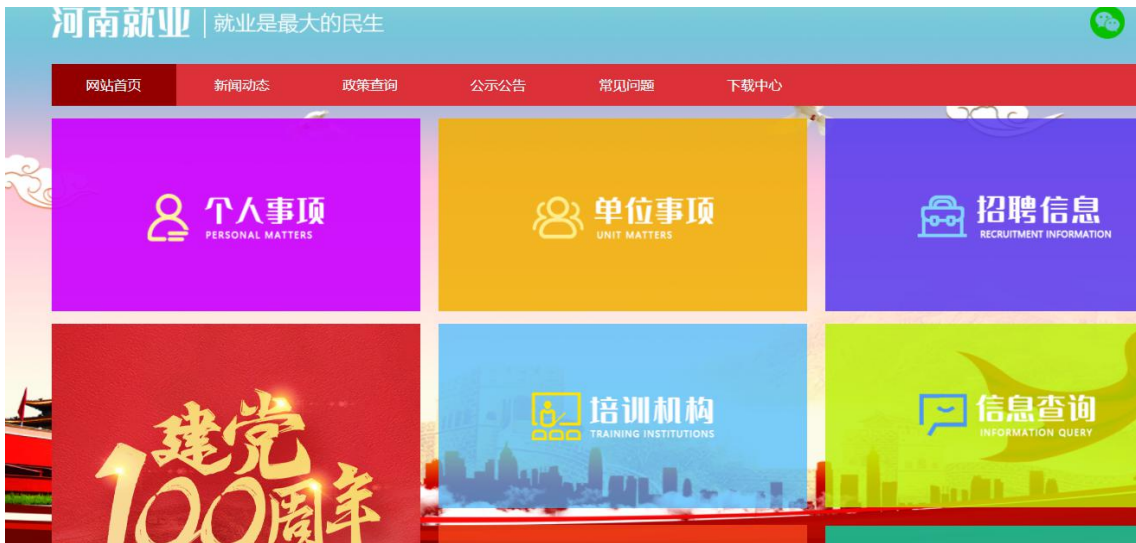 河南就业 就业是最大的民生
网站首页 新闻动态 政策查询 公示公告 常见问题 下载中心
个人事项
PERSONAL MATTERS
单位事项
UNIT MATTERS
招聘信息
RECRUITMENT INFORMATION
建党
100周年
培训机构
TRAINING INSTITUTIONS
信息查询
INFORMATION QUERY